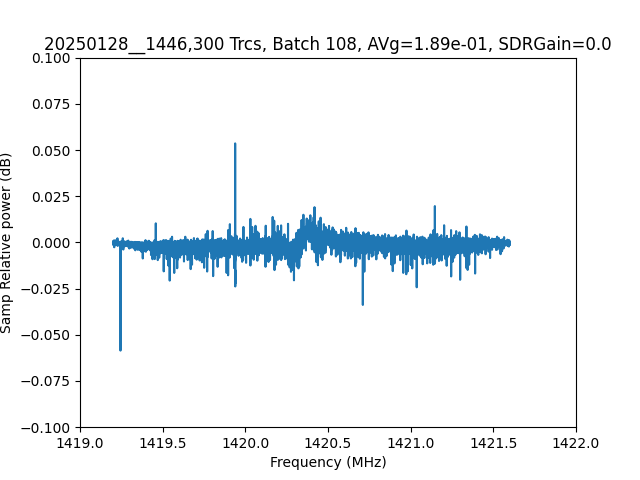 20250128__1446,300 Trcs, Batch 108, AVg=1.89e-01, SDRGain=0.0
0.100
0.075
0.050
0.025
0.000
−0.025
−0.050
−0.075
−0.100
Samp Relative power (dB)
1419.0 1419.5 1420.0 1420.5 1421.0 1421.5 1422.0
Frequency (MHz)